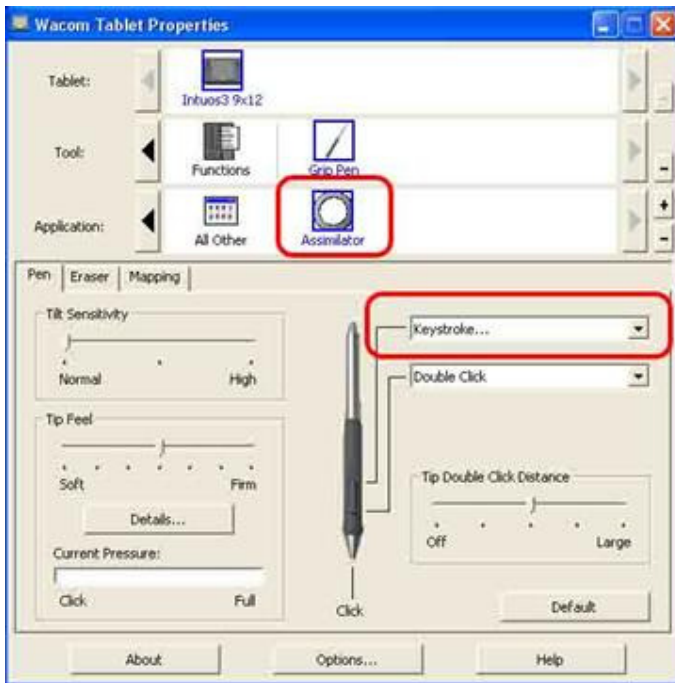 Wacom Tablet Properties
Tablet:
Intuos3 9x12
Tool:
Functions
Grip Pen
Application:
All Other
Assimilator
Pen Eraser Mapping
Tilt Sensitivity
Normal High
Keystroke...
Double Click
Tip Feel
Soft Firm
Details...
Current Pressure:
Click Full
Click
Tip Double Click Distance
Off Large
Default
About Options... Help